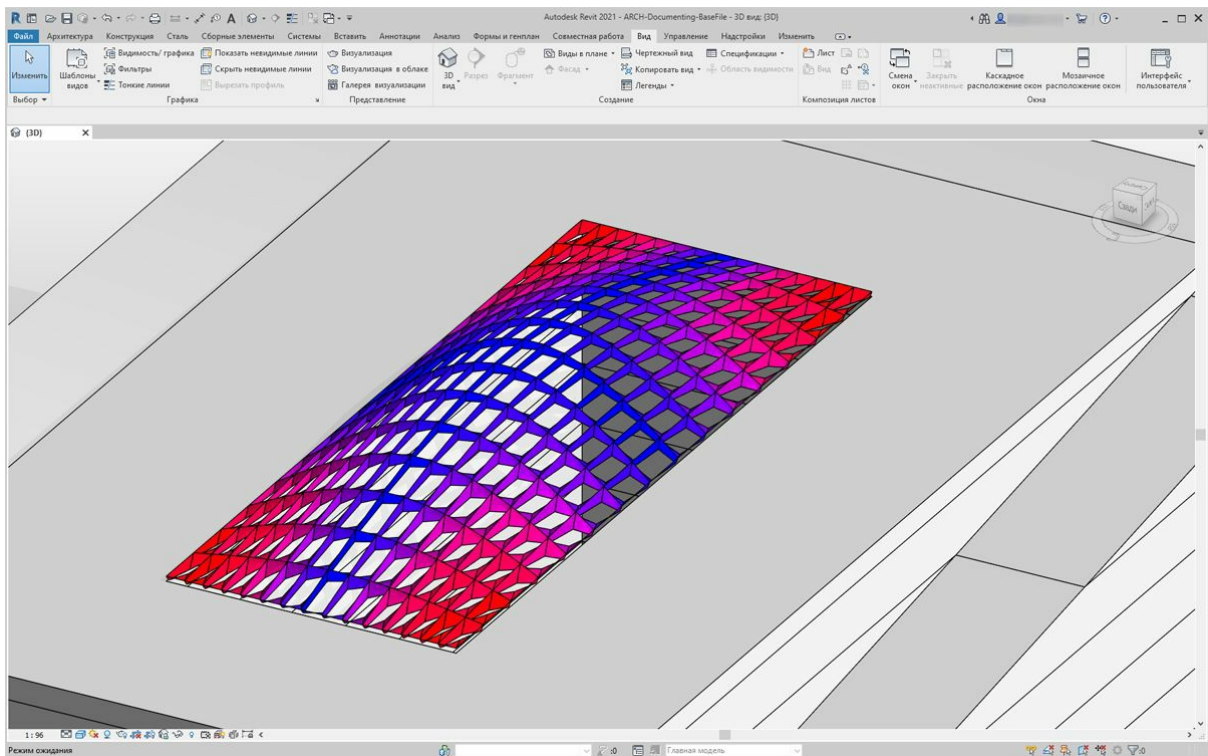 Autodesk Revit 2021 - ARCH-Documenting-BaseFile - 3D вид: {3D}
Файл Архитектура Конструкция Сталь Сборные элементы Системы Вставить Аннотации Анализ Формы и генплан Совместная работа Вид Управление Надстройки Изменить
Изменить
Шаблоны видов
Видимость/ графика
Фильтры
Тонкие линии
Показать невидимые линии
Скрыть невидимые линии
Вырезать профиль
Визуализация
Визуализация в облаке
Галерея визуализации
3D вид
Разрез
Фрагмент
Виды в плане
Фасад
Чертежный вид
Копировать вид
Легенды
Спецификации
Область видимости
Лист
Вид
Смена окон
Закрыть неактивные
Каскадное расположение окон
Мозаичное расположение окон
Интерфейс пользователя
Выбор
Графика
Представление
Создание
Композиция листов
Окна
{3D}
Сзади
1 : 96
Режим ожидания
:0
Главная модель
:0